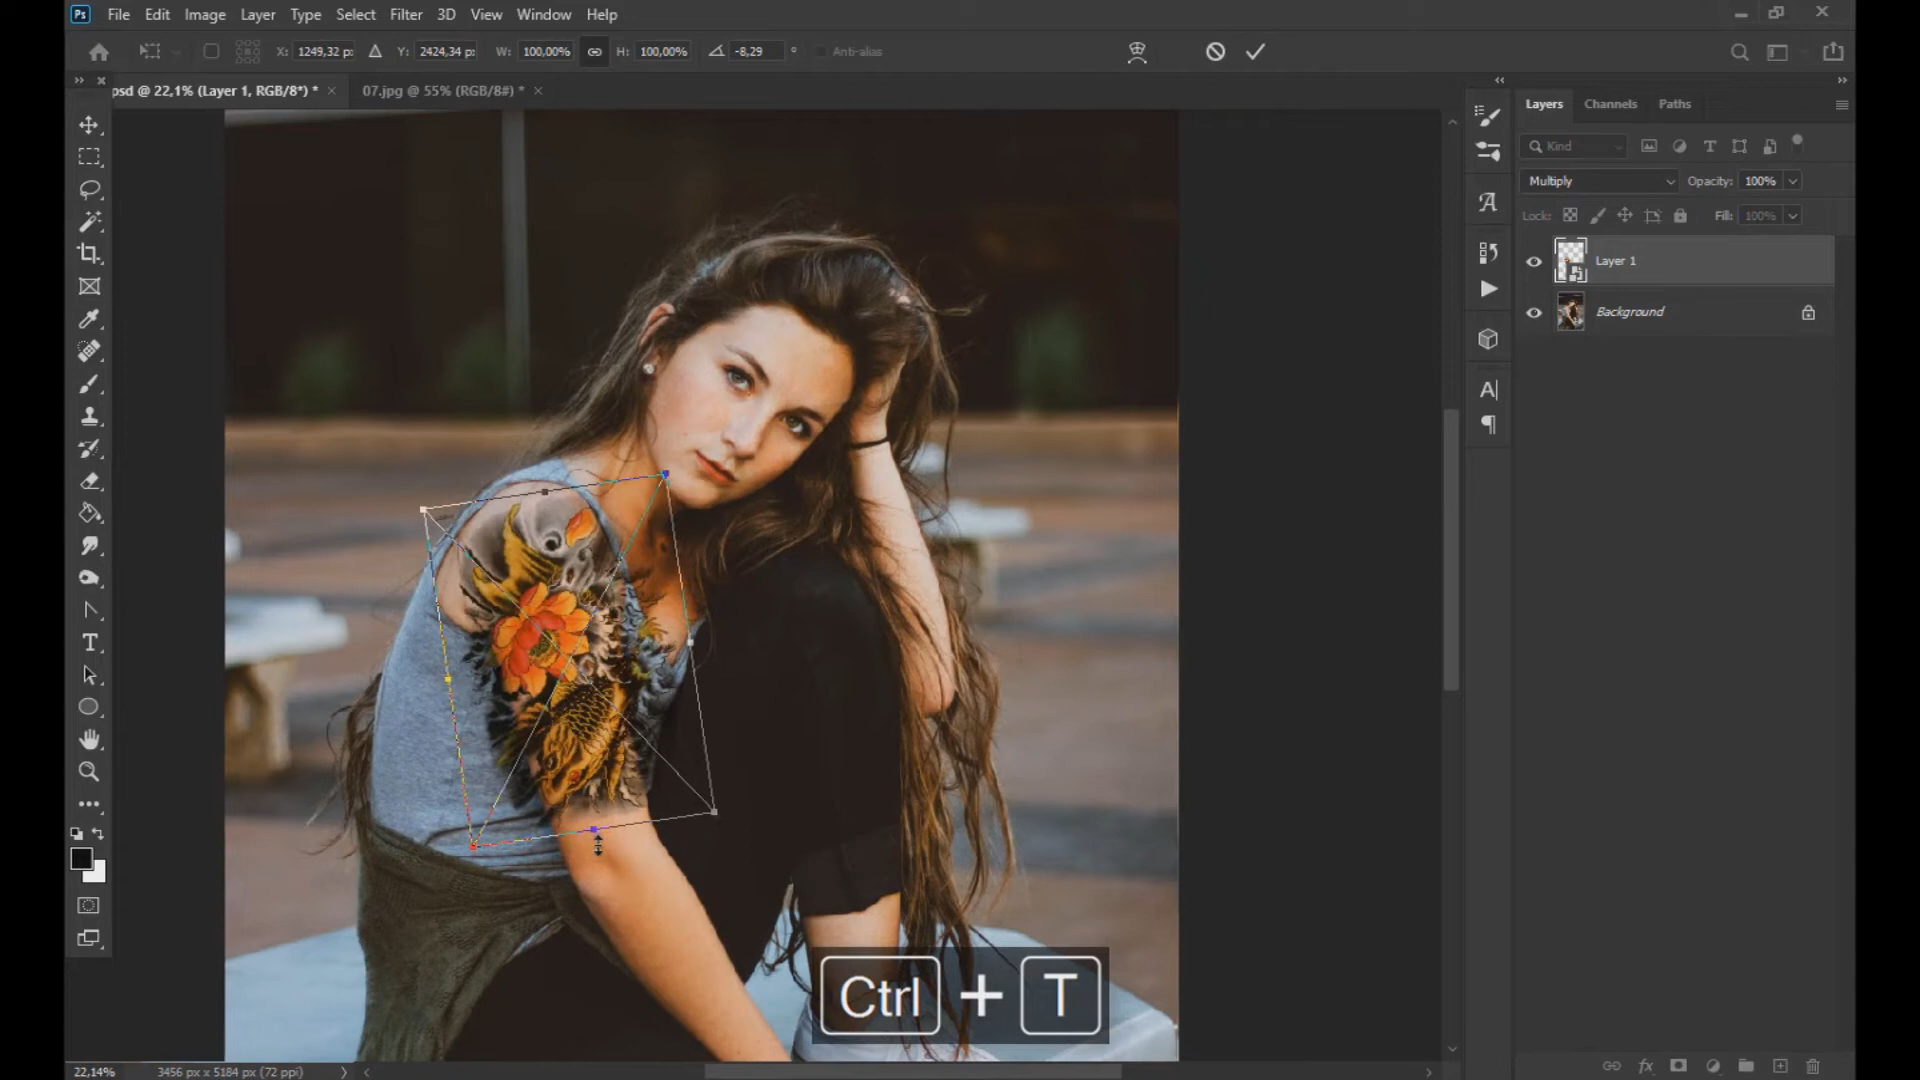 Ps File Edit Image Layer Type Select Filter 3D View Window Help
X: 1249,32 px Y: 2424,34 px W: 100,00% H: 100,00% -8,29 ° Anti-alias
psd @ 22,1% (Layer 1, RGB/8*) * × 07.jpg @ 55% (RGB/8#) * ×
Layers Channels Paths
Kind
Multiply Opacity: 100%
Lock: Fill: 100%
Layer 1
Background
Ctrl + T
22,14% 3456 px x 5184 px (72 ppi)